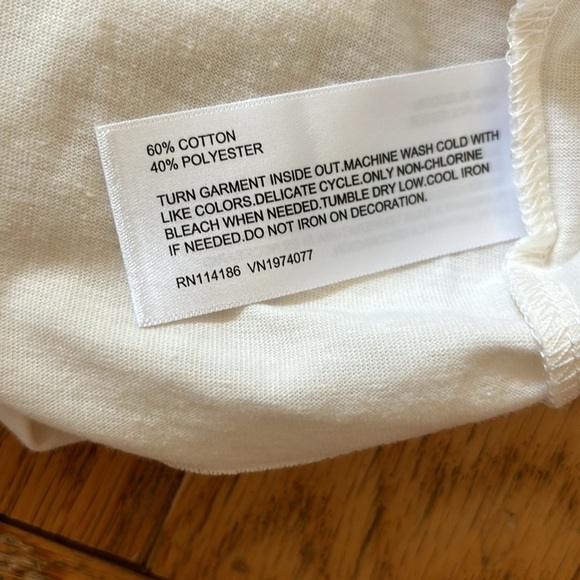 60% COTTON
40% POLYESTER
TURN GARMENT INSIDE OUT.MACHINE WASH COLD WITH
LIKE COLORS.DELICATE CYCLE.ONLY NON-CHLORINE
BLEACH WHEN NEEDED.TUMBLE DRY LOW.COOL IRON
IF NEEDED.DO NOT IRON ON DECORATION.
RN114186 VN1974077